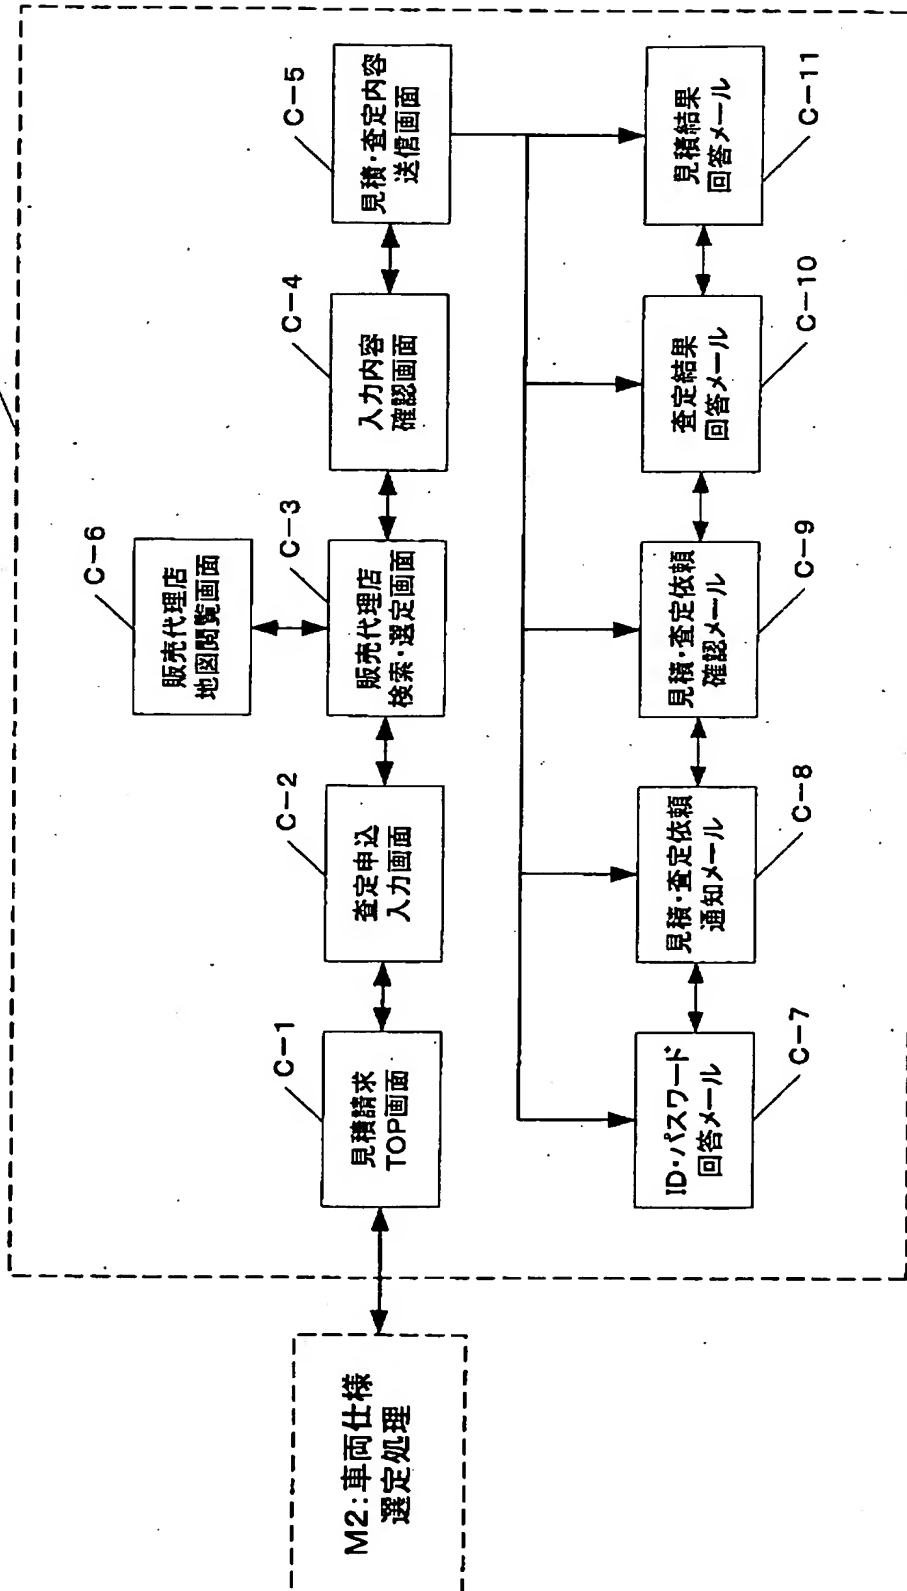 M2:車両仕様
選定処理
C-1
見積請求
TOP画面
C-2
査定申込
入力画面
C-3
販売代理店
検索・選定画面
C-6
販売代理店
地図閲覧画面
C-4
入力内容
確認画面
C-5
見積・査定内容
送信画面
ID・パスワード
回答メール
C-7
見積・査定依頼
通知メール
C-8
見積・査定依頼
確認メール
C-9
査定結果
回答メール
C-10
見積結果
回答メール
C-11